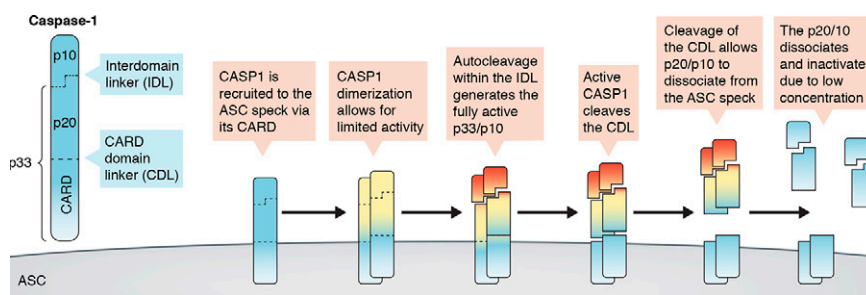 Caspase-1
p10
Interdomain
linker (IDL)
p20
p33
CARD
domain
linker (CDL)
CARD
CASP1 is
recruited to the
ASC speck via
its CARD
CASP1
dimerization
allows for
limited activity
Autocleavage
within the IDL
generates the
fully active
p33/p10
Active
CASP1
cleaves
the CDL
Cleavage of
the CDL allows
p20/p10 to
dissociate from
the ASC speck
The p20/10
dissociates
and inactivate
due to low
concentration
ASC